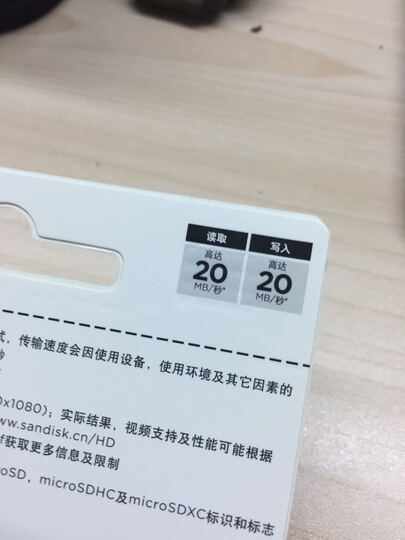 读取 写入
高达 高达
20 20
MB/秒* MB/秒*
式，传输速度会因使用设备，使用环境及其它因素的
秒
0x1080)；实际结果，视频支持及性能可能根据
www.sandisk.cn/HD
f获取更多信息及限制
roSD，microSDHC及microSDXC标识和标志